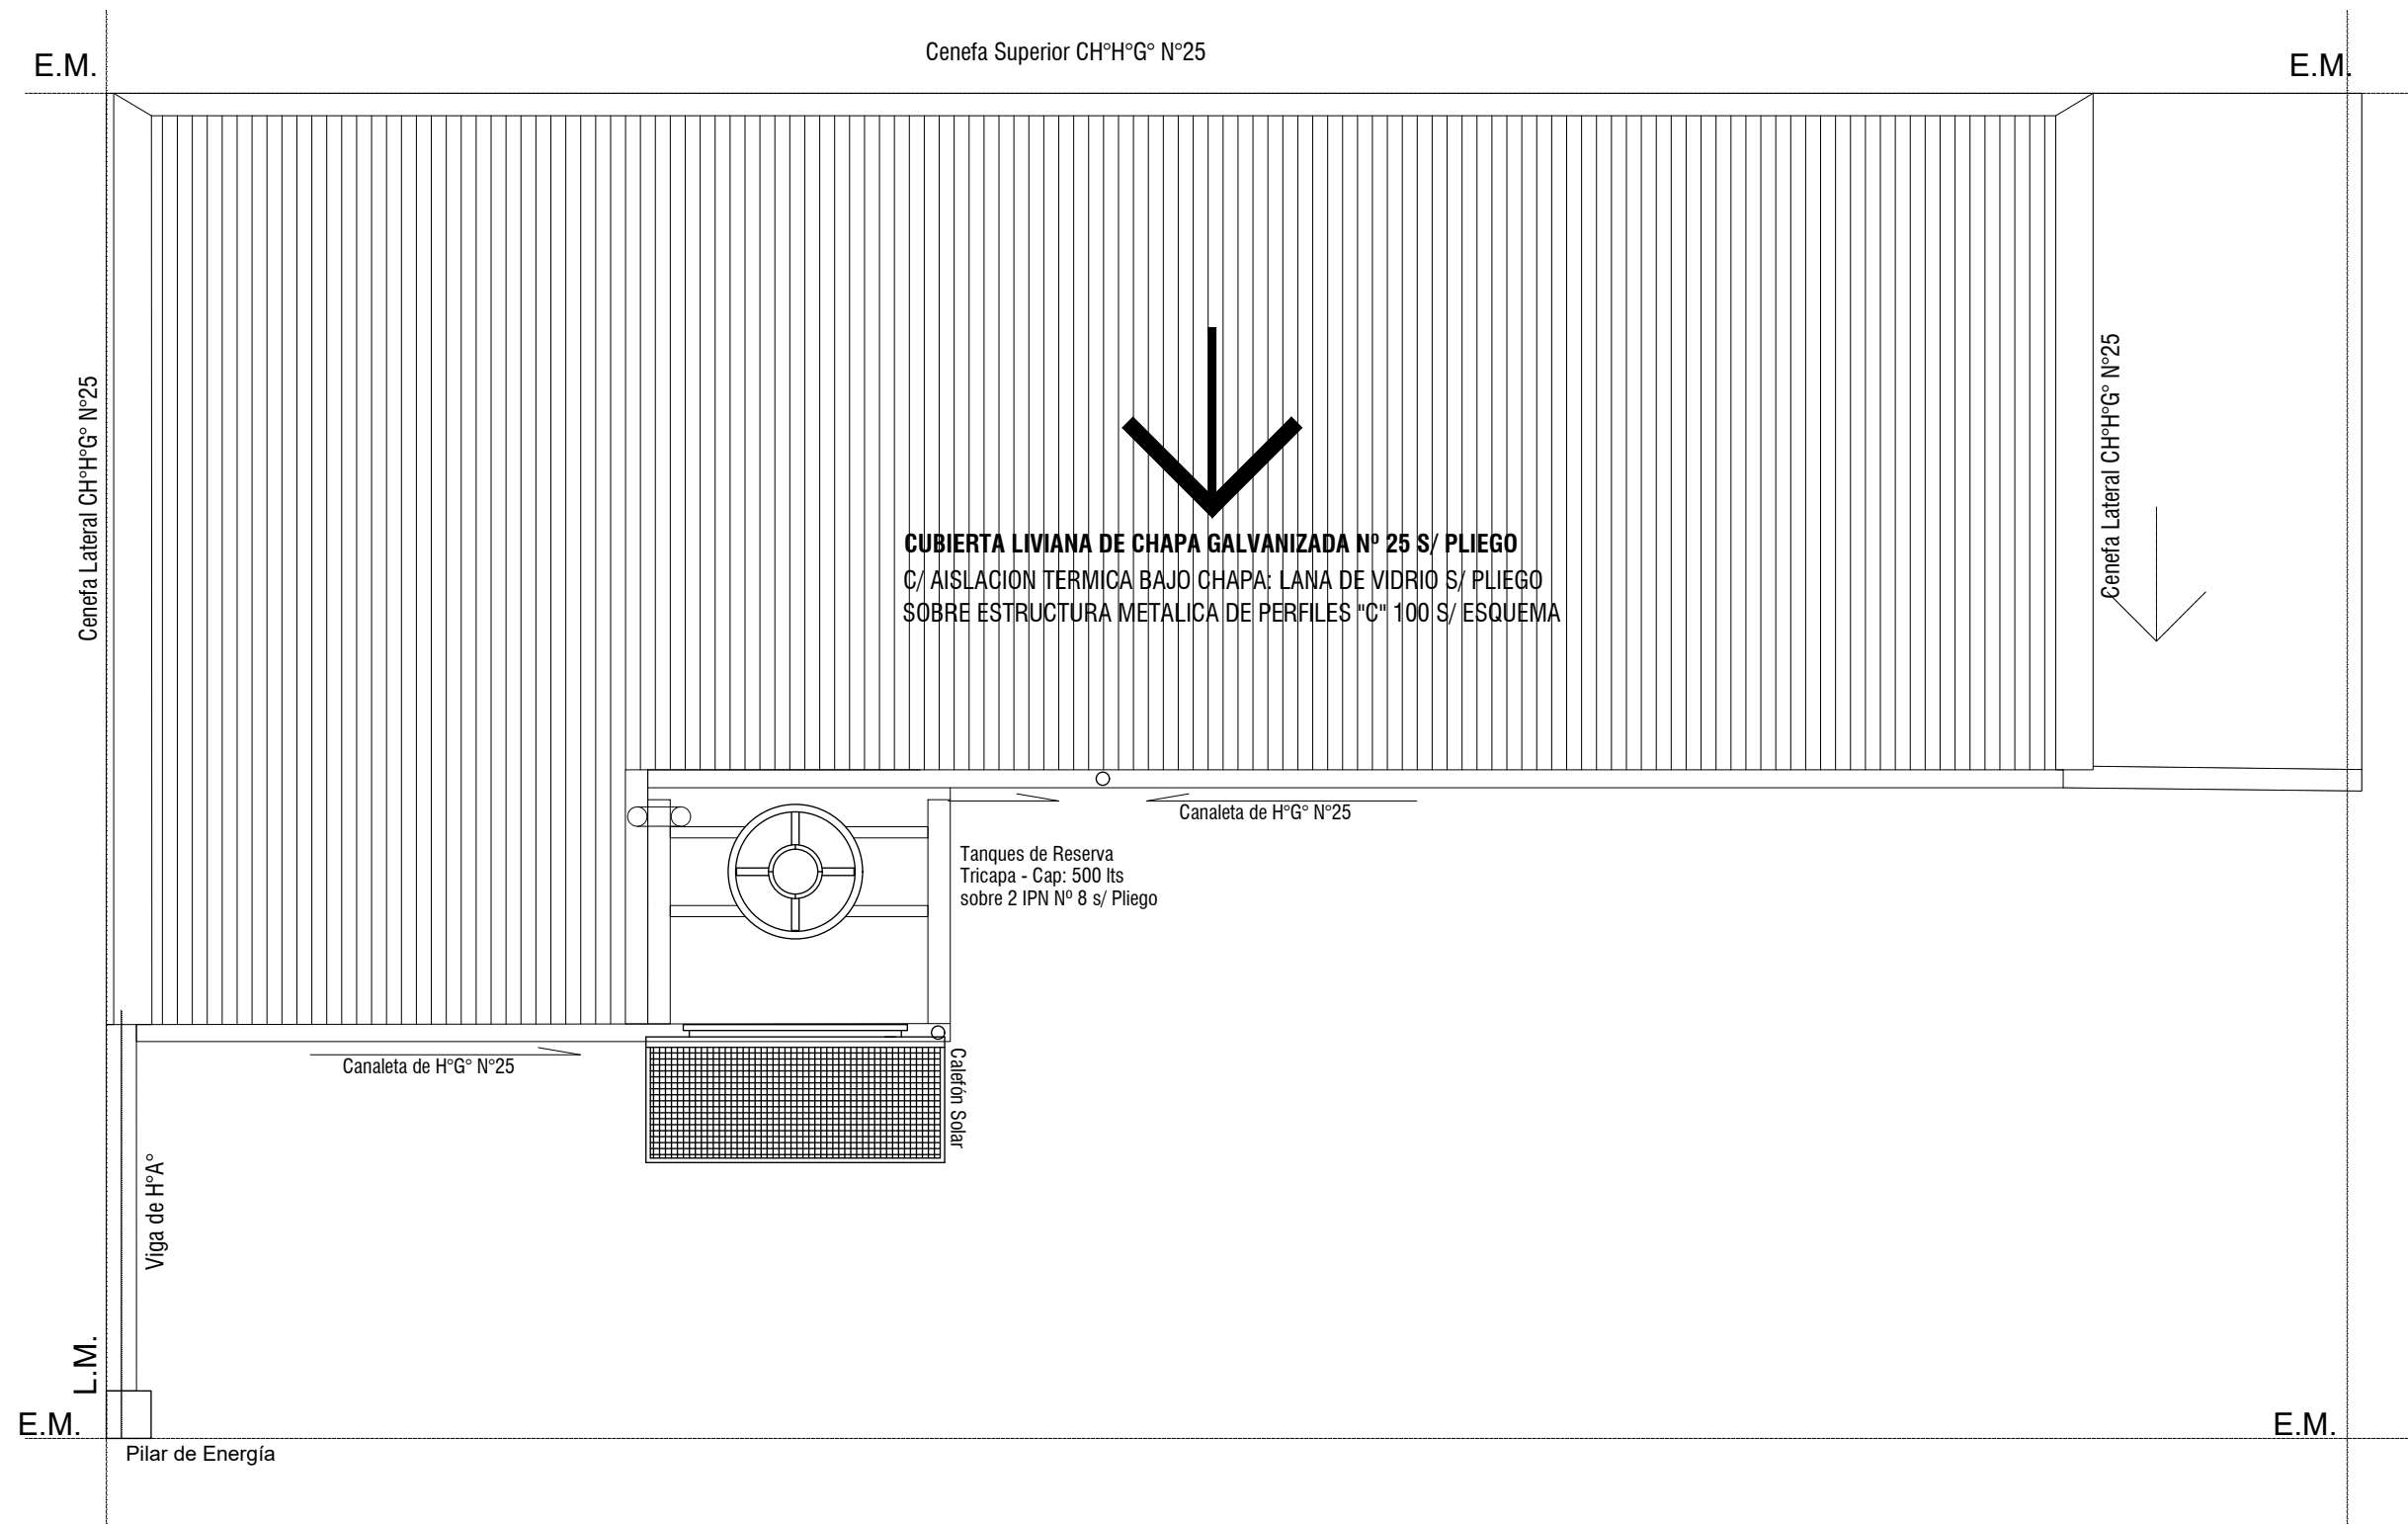 Cenefa Superior CH°H°G° N°25
E.M.
E.M.
Cenefa Lateral CH°H°G° N°25
Cenefa Lateral CH°H°G° N°25
CUBIERTA LIVIANA DE CHAPA GALVANIZADA Nº 25 S/ PLIEGO
C/ AISLACION TERMICA BAJO CHAPA: LANA DE VIDRIO S/ PLIEGO
SOBRE ESTRUCTURA METALICA DE PERFILES "C" 100 S/ ESQUEMA
Canaleta de H°G° N°25
Tanques de Reserva
Tricapa - Cap: 500 lts
sobre 2 IPN Nº 8 s/ Pliego
Canaleta de H°G° N°25
Calefón Solar
Viga de H°A°
L.M.
E.M.
E.M.
Pilar de Energía